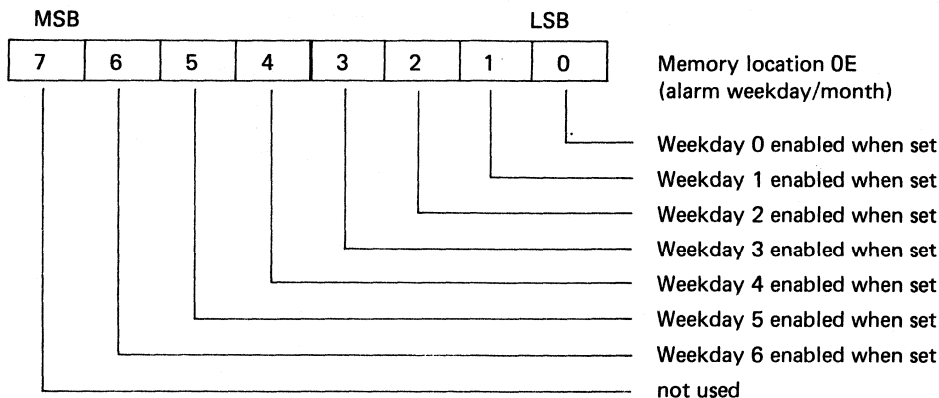 MSB LSB
7 6 5 4 3 2 1 0
Memory location 0E
(alarm weekday/month)
Weekday 0 enabled when set
Weekday 1 enabled when set
Weekday 2 enabled when set
Weekday 3 enabled when set
Weekday 4 enabled when set
Weekday 5 enabled when set
Weekday 6 enabled when set
not used